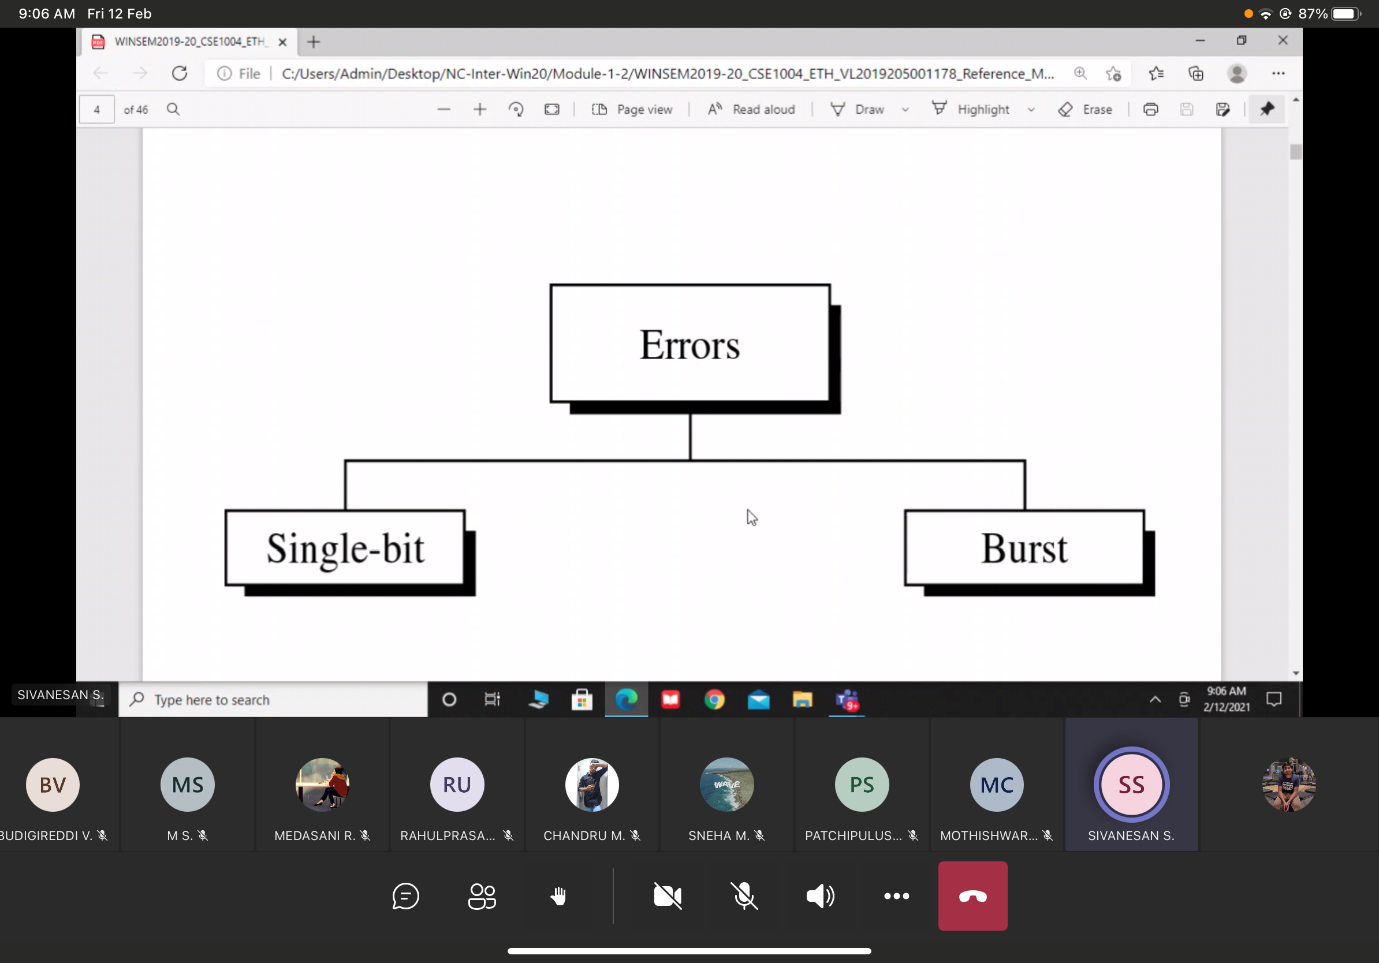 9:06 AM Fri 12 Feb
87%
WINSEM2019-20_CSE1004_ETH_
File
C:/Users/Admin/Desktop/NC-Inter-Win20/Module-1-2/WINSEM2019-20_CSE1004_ETH_VL2019205001178_Reference_M...
4 of 46
Page view
Read aloud
Draw
Highlight
Erase
Errors
Single-bit
Burst
SIVANESAN S.
Type here to search
9+
9:06 AM
2/12/2021
BV
MS
RU
WAVE
PS
MC
SS
BUDIGIREDDI V.
M S.
MEDASANI R.
RAHULPRASA...
CHANDRU M.
SNEHA M.
PATCHIPULUS...
MOTHISHWAR...
SIVANESAN S.